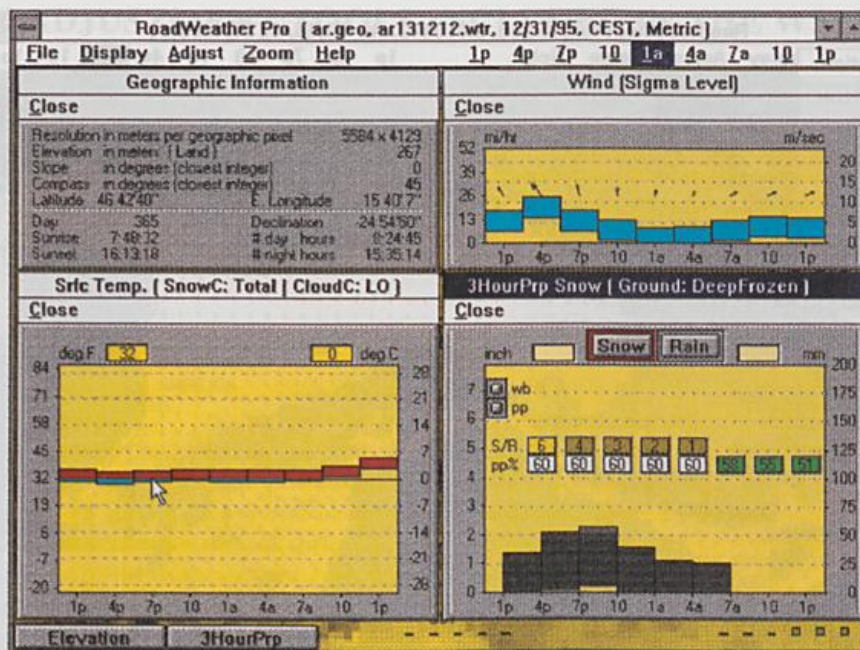 RoadWeather Pro [ ar.geo, ar131212.wtr, 12/31/95, CEST, Metric ]
File Display Adjust Zoom Help 1p 4p 7p 10 1a 4a 7a 10 1p
Geographic Information
Close
Resolution in meters per geographic pixel 5584 x 4129
Elevation in meters (Land) 267
Slope in degrees (closest integer) 0
Compass in degrees (closest integer) 45
Latitude 46 42'40" E. Longitude 15 40' 7"
Day 365 Declination -24 54'50"
Sunrise 7:48:32 # day hours 8:24:45
Sunset 16:13:18 # night hours 15:35:14
Wind (Sigma Level)
Close
mi/hr m/sec
52
39 20
26 15
13 10
0 5
0
1p 4p 7p 10 1a 4a 7a 10 1p
Srfc Temp. [ SnowC: Total | CloudC: LO ]
Close
deg F 32 0 deg C
84 28
71 21
58 14
45 7
32 0
19 -7
6 -14
-7 -21
-20 -28
1p 4p 7p 10 1a 4a 7a 10 1p
3HourPrp Snow [ Ground: DeepFrozen ]
Close
inch Snow Rain mm
200
7 wb 175
6 pp 150
5 S/R 6 4 3 2 1 125
pp% 60 60 60 60 60 55 51
4 100
3 75
2 50
1 25
0 0
1p 4p 7p 10 1a 4a 7a 10 1p
Elevation 3HourPrp